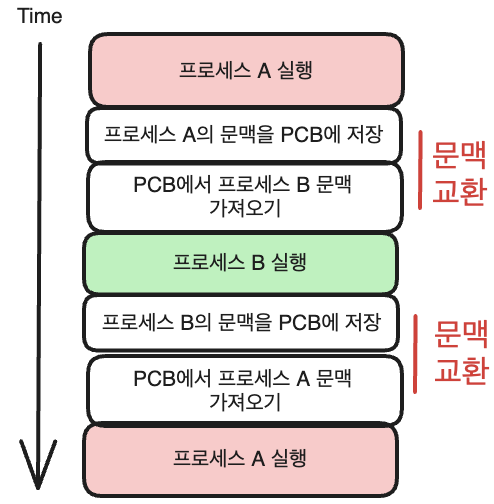 Time
프로세스 A 실행
프로세스 A의 문맥을 PCB에 저장
PCB에서 프로세스 B 문맥
가져오기
문맥
교환
프로세스 B 실행
프로세스 B의 문맥을 PCB에 저장
PCB에서 프로세스 A 문맥
가져오기
문맥
교환
프로세스 A 실행